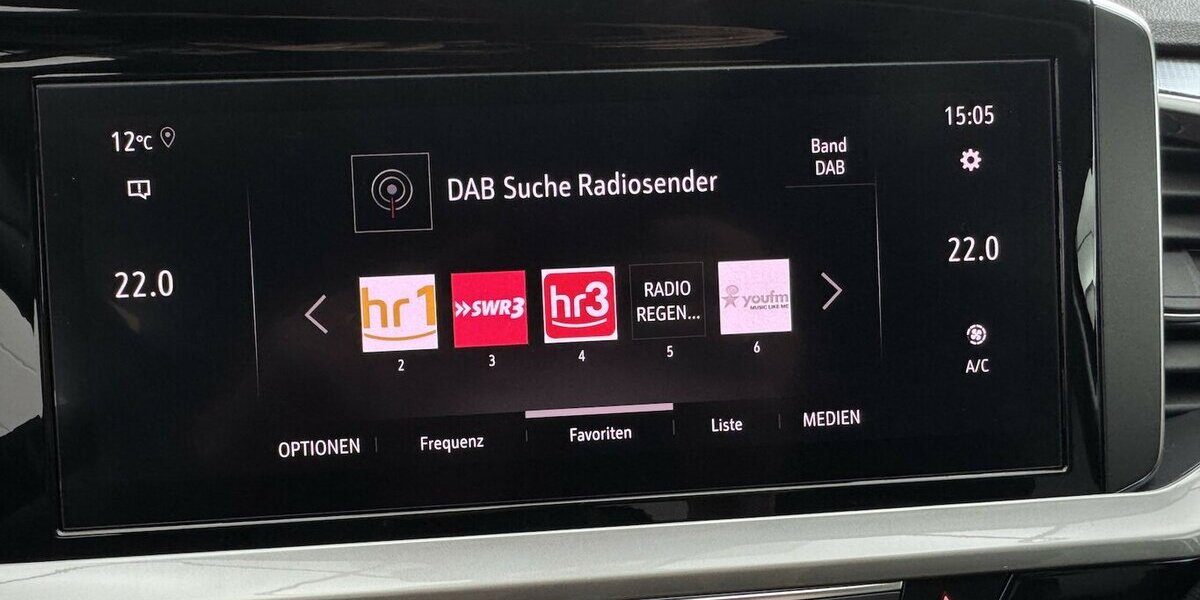 12°C
15:05
Band
DAB
DAB Suche Radiosender
22.0
22.0
hr1
»SWR3
hr3
RADIO
REGEN...
youfm
MUSIC LIKE ME
2
3
4
5
6
A/C
OPTIONEN
Frequenz
Favoriten
Liste
MEDIEN